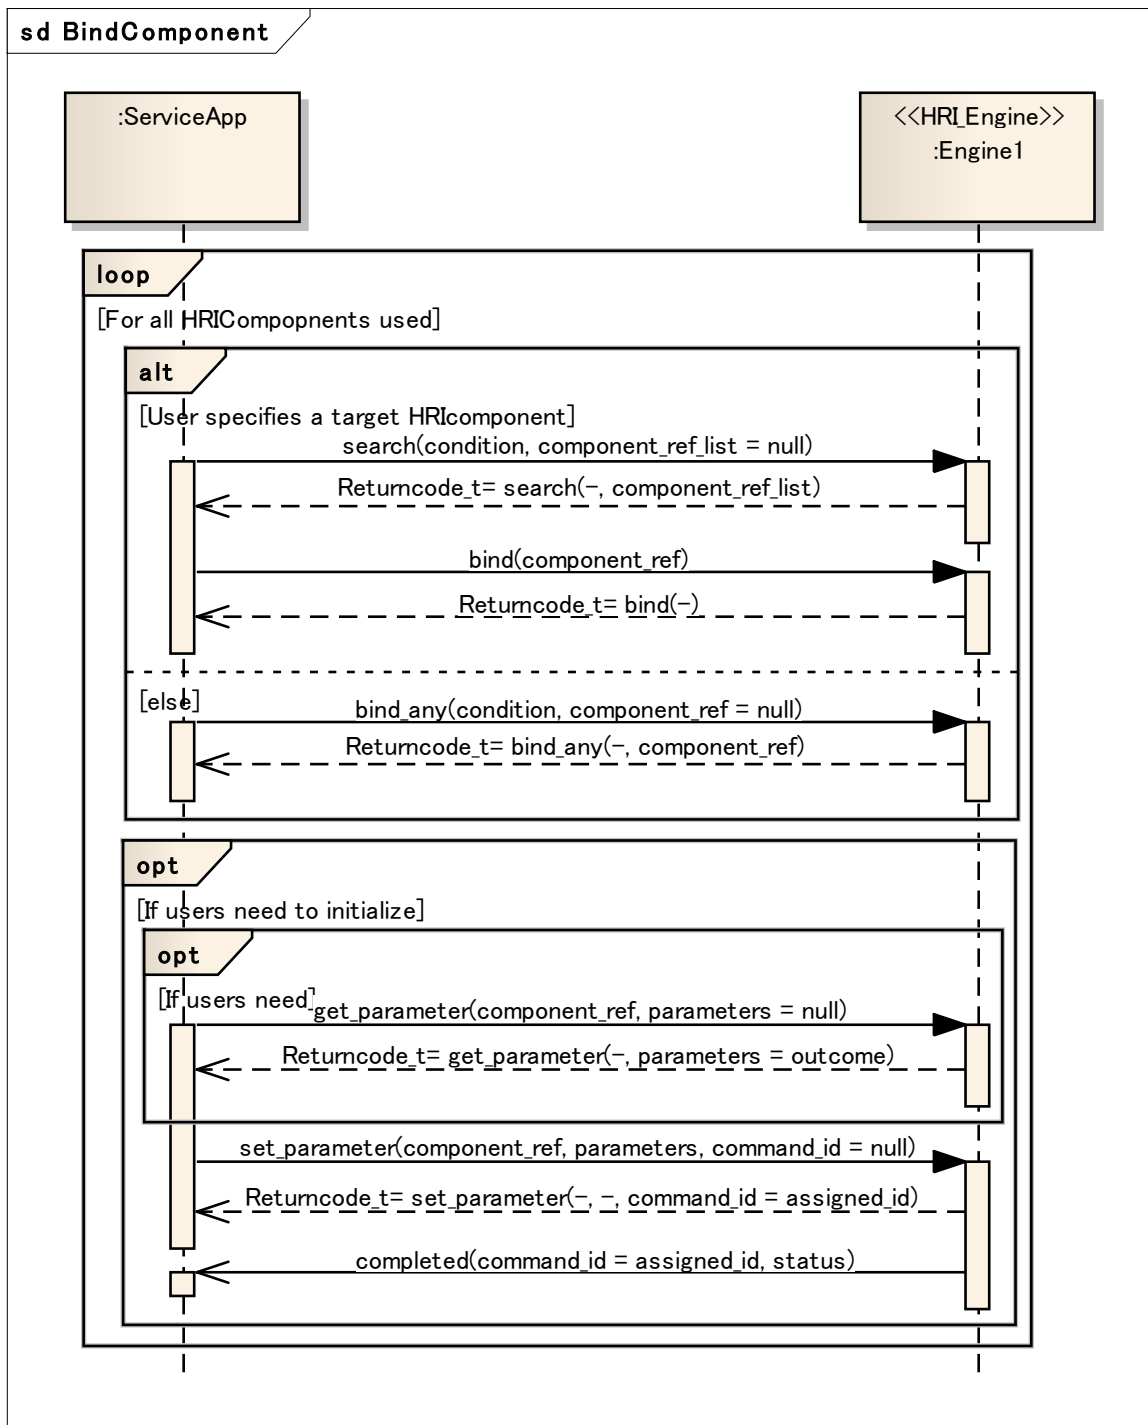 sd BindComponent
:ServiceApp
<<HRI_Engine>>
:Engine1
loop
[For all HRICompopnents used]
alt
[User specifies a target HRIcomponent]
search(condition, component_ref_list = null)
Returncode_t= search(-, component_ref_list)
bind(component_ref)
Returncode_t= bind(-)
[else]
bind_any(condition, component_ref = null)
Returncode_t= bind_any(-, component_ref)
opt
[If users need to initialize]
opt
[If users need]
get_parameter(component_ref, parameters = null)
Returncode_t= get_parameter(-, parameters = outcome)
set_parameter(component_ref, parameters, command_id = null)
Returncode_t= set_parameter(-, -, command_id = assigned_id)
completed(command_id = assigned_id, status)